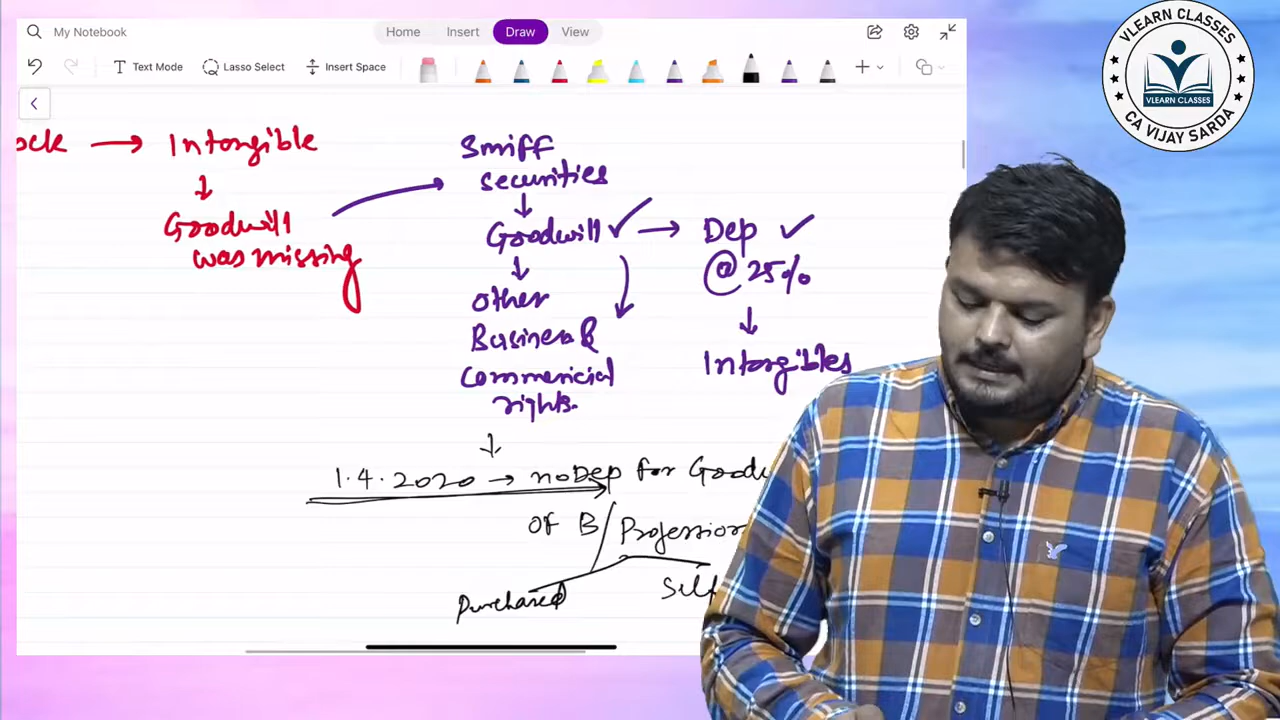 My Notebook
Home Insert Draw View
Text Mode Lasso Select Insert Space
VLEARN CLASSES
VLEARN CLASSES
CA VIJAY SARDA
ock → Intangible
Goodwill
was missing
Smiff
securities
Goodwill ✓ → Dep ✓
@ 25%
Intangibles
other
Business &
commericial
rights.
1.4.2020 → no Dep for Goodw
of B/Profession
Purchased
Self